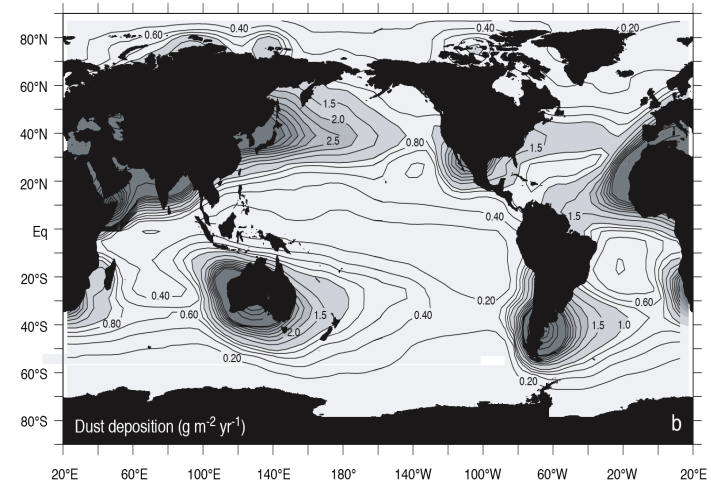 80°N
60°N
40°N
20°N
Eq
20°S
40°S
60°S
80°S
0.60
0.40
0.40
0.20
1.5
2.0
2.5
0.80
1.5
0.40
1.5
0.40
0.60
0.80
2.0
1.5
0.40
0.20
0.60
1.5
1.0
0.20
0.20
Dust deposition (g m⁻² yr⁻¹)
b
20°E
60°E
100°E
140°E
180°
140°W
100°W
60°W
20°W
20°E